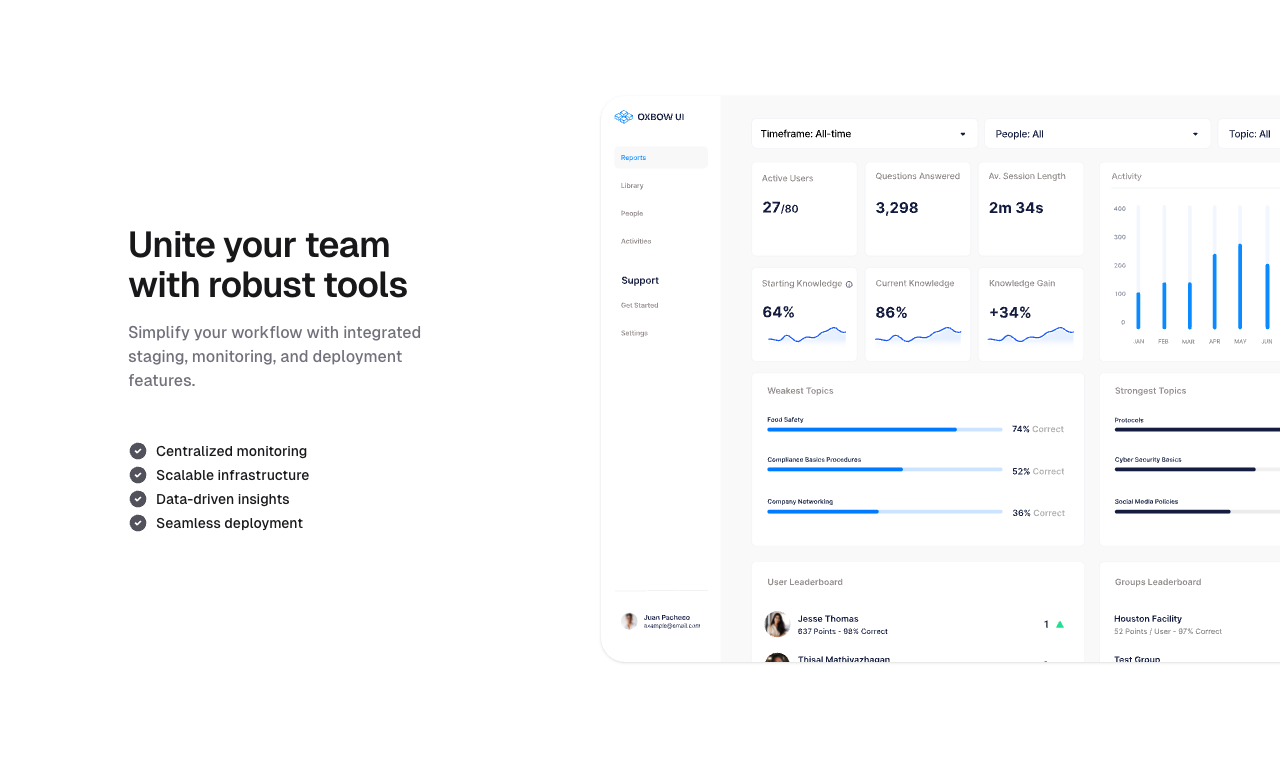 Unite your team
with robust tools
Simplify your workflow with integrated
staging, monitoring, and deployment
features.
Centralized monitoring
Scalable infrastructure
Data-driven insights
Seamless deployment
OXBOW UI
Reports
Library
People
Activities
Support
Get Started
Settings
Juan Pacheco
example@email.com
Timeframe: All-time
People: All
Topic: All
Active Users
27/80
Questions Answered
3,298
Av. Session Length
2m 34s
Starting Knowledge
64%
Current Knowledge
86%
Knowledge Gain
+34%
Activity
400
300
200
100
0
JAN FEB MAR APR MAY JUN
Weakest Topics
Food Safety
74% Correct
Compliance Basics Procedures
52% Correct
Company Networking
36% Correct
Strongest Topics
Protocols
Cyber Security Basics
Social Media Policies
User Leaderboard
Jesse Thomas
637 Points - 98% Correct
1
Thisal Mathiyazhagan
Groups Leaderboard
Houston Facility
52 Points / User - 97% Correct
Test Group